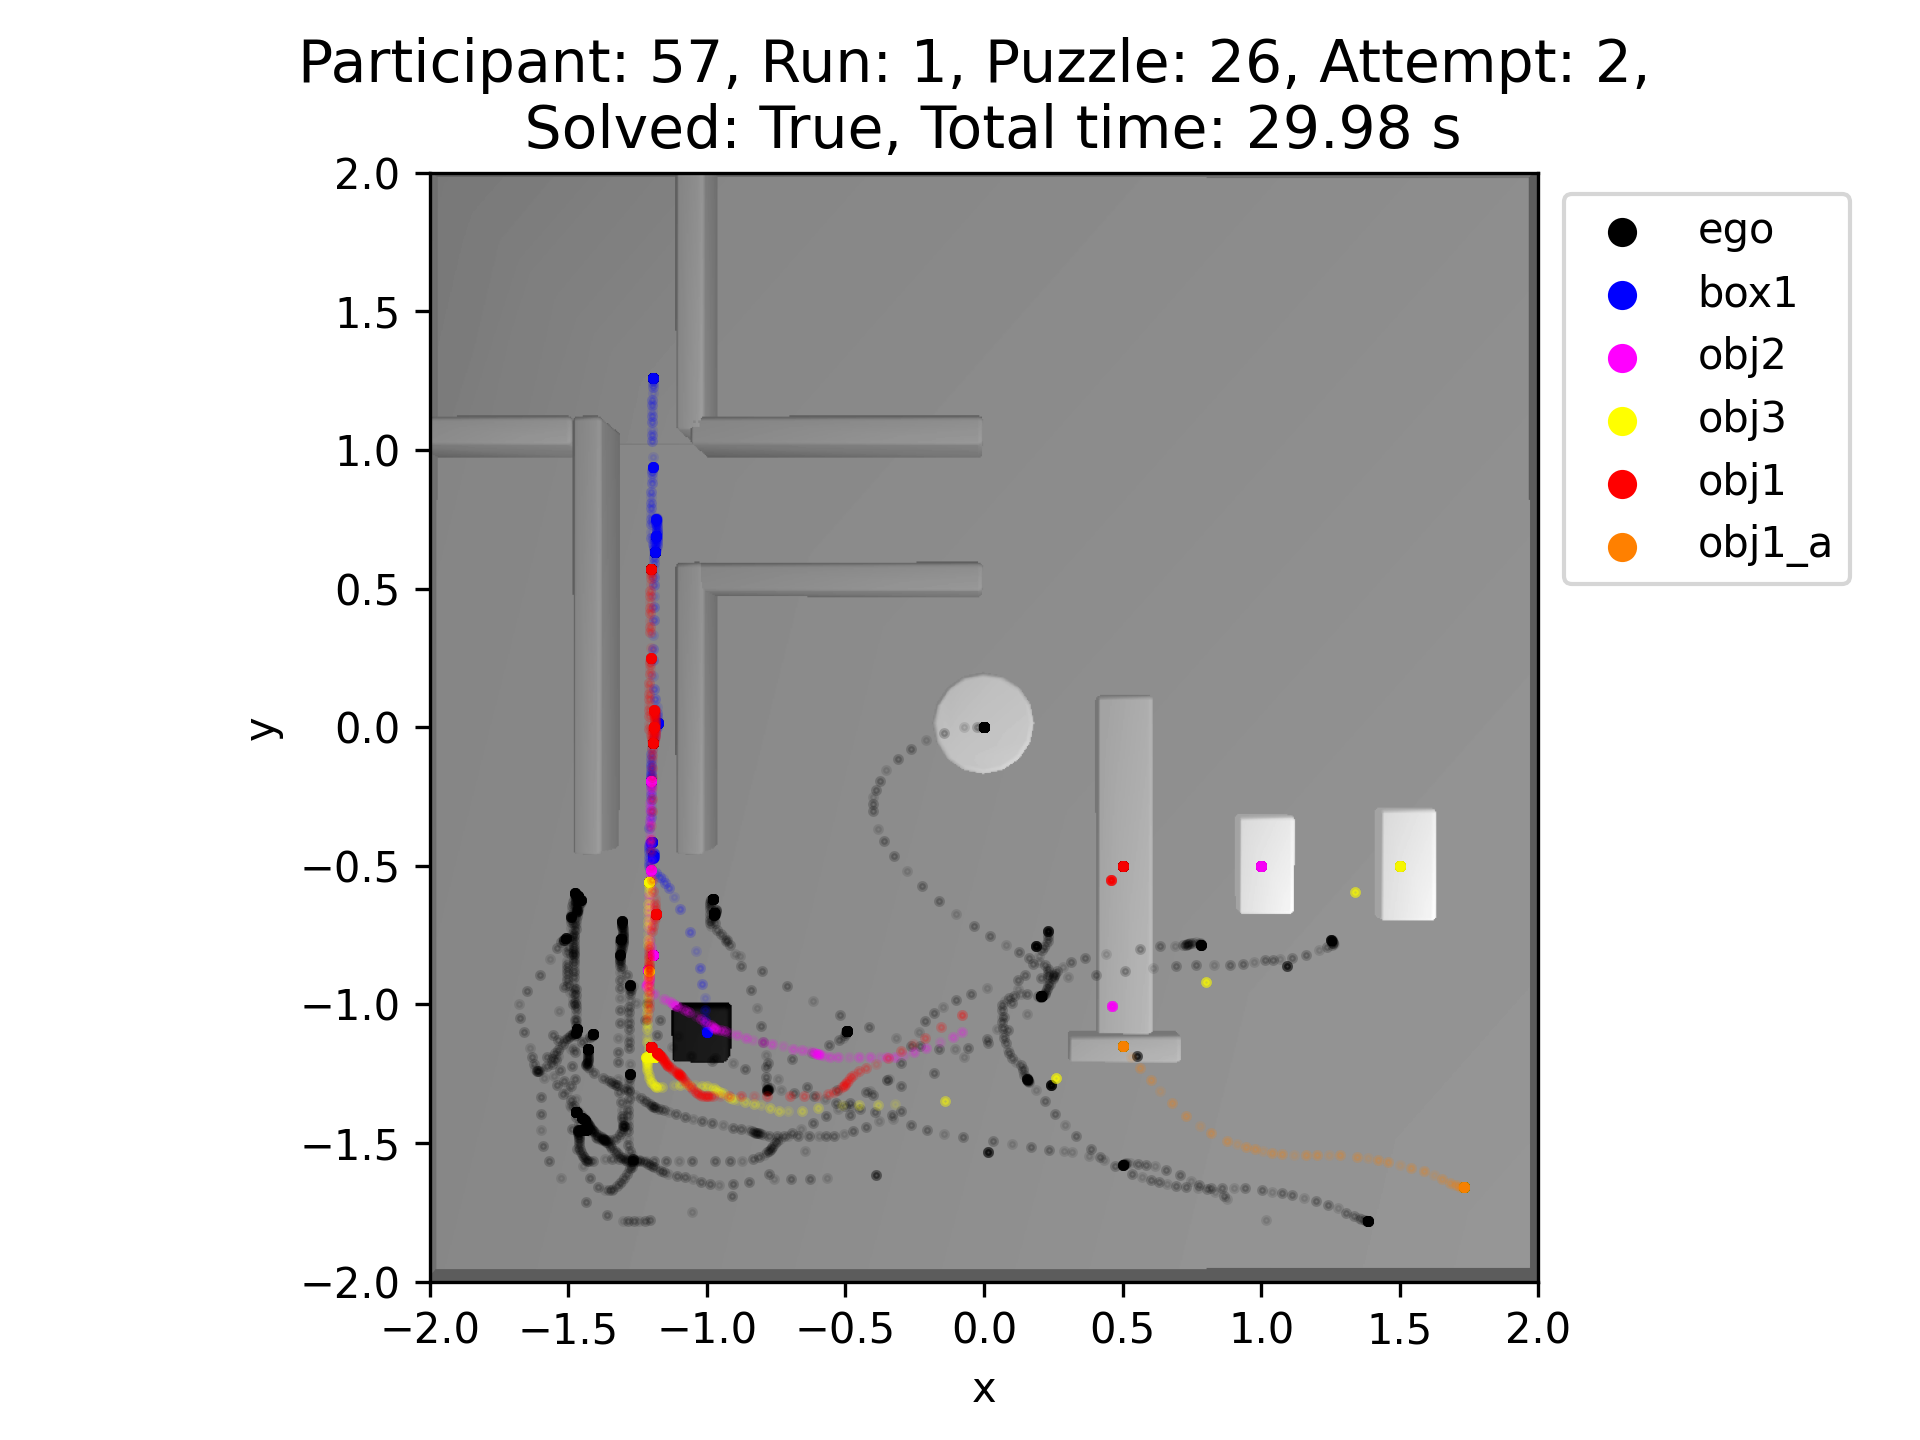 Participant: 57, Run: 1, Puzzle: 26, Attempt: 2,
Solved: True, Total time: 29.98 s
2.0
1.5
1.0
0.5
0.0
−0.5
−1.0
−1.5
−2.0
y
−2.0 −1.5 −1.0 −0.5 0.0 0.5 1.0 1.5 2.0
x
ego
box1
obj2
obj3
obj1
obj1_a